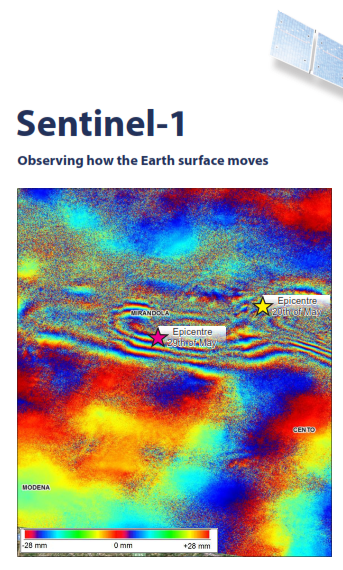 Sentinel-1
Observing how the Earth surface moves
Epicentre
20th of May
MIRANDOLA
Epicentre
29th of May
CENTO
MODENA
-28 mm 0 mm +28 mm